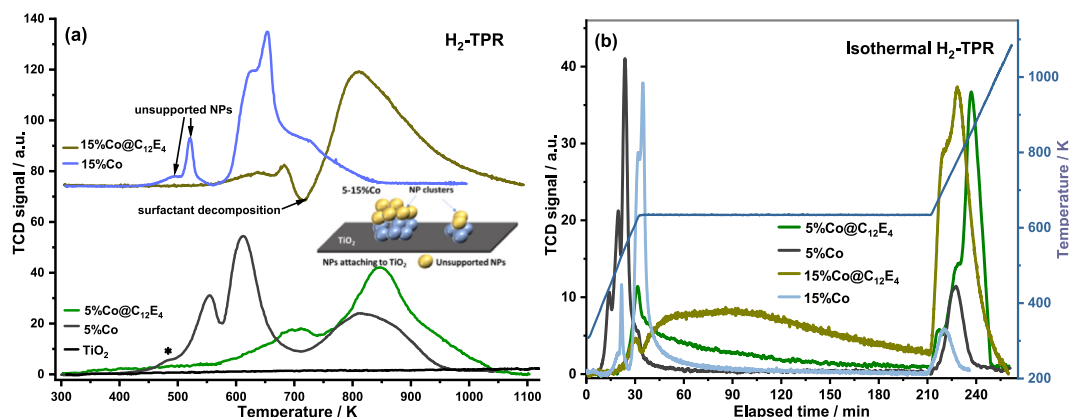 (a)
H2-TPR
TCD signal / a.u.
140
120
100
80
60
40
20
0
unsupported NPs
15%Co@C12E4
15%Co
surfactant decomposition
5-15%Co
NP clusters
TiO2
NPs attaching to TiO2
Unsupported NPs
5%Co@C12E4
5%Co
TiO2
*
300 400 500 600 700 800 900 1000 1100
Temperature / K
(b)
Isothermal H2-TPR
TCD signal / a.u.
40
30
20
10
0
5%Co@C12E4
5%Co
15%Co@C12E4
15%Co
1000
800
600
400
200
Temperature / K
0 30 60 90 120 150 180 210 240
Elapsed time / min